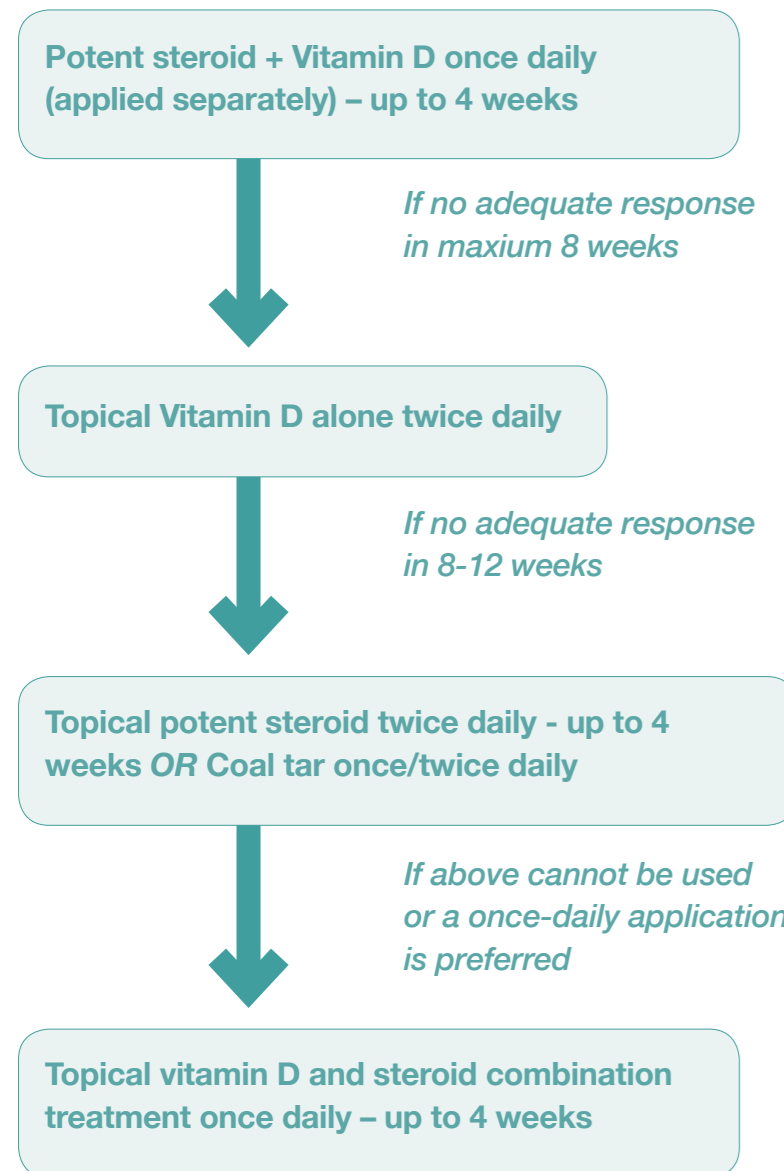 Potent steroid + Vitamin D once daily
(applied separately) – up to 4 weeks
If no adequate response
in maxium 8 weeks
Topical Vitamin D alone twice daily
If no adequate response
in 8-12 weeks
Topical potent steroid twice daily - up to 4
weeks OR Coal tar once/twice daily
If above cannot be used
or a once-daily application
is preferred
Topical vitamin D and steroid combination
treatment once daily – up to 4 weeks